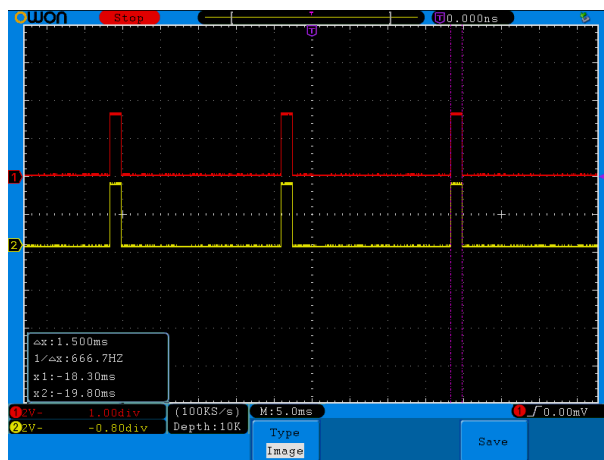 owon Stop T T 0.000ns
T
1
2
△x:1.500ms
1/△x:666.7HZ
x1:-18.30ms
x2:-19.80ms
1 2V~ 1.00div (100KS/s) M:5.0ms 1 0.00mV
2 2V~ -0.80div Depth:10K
Type
Image
Save